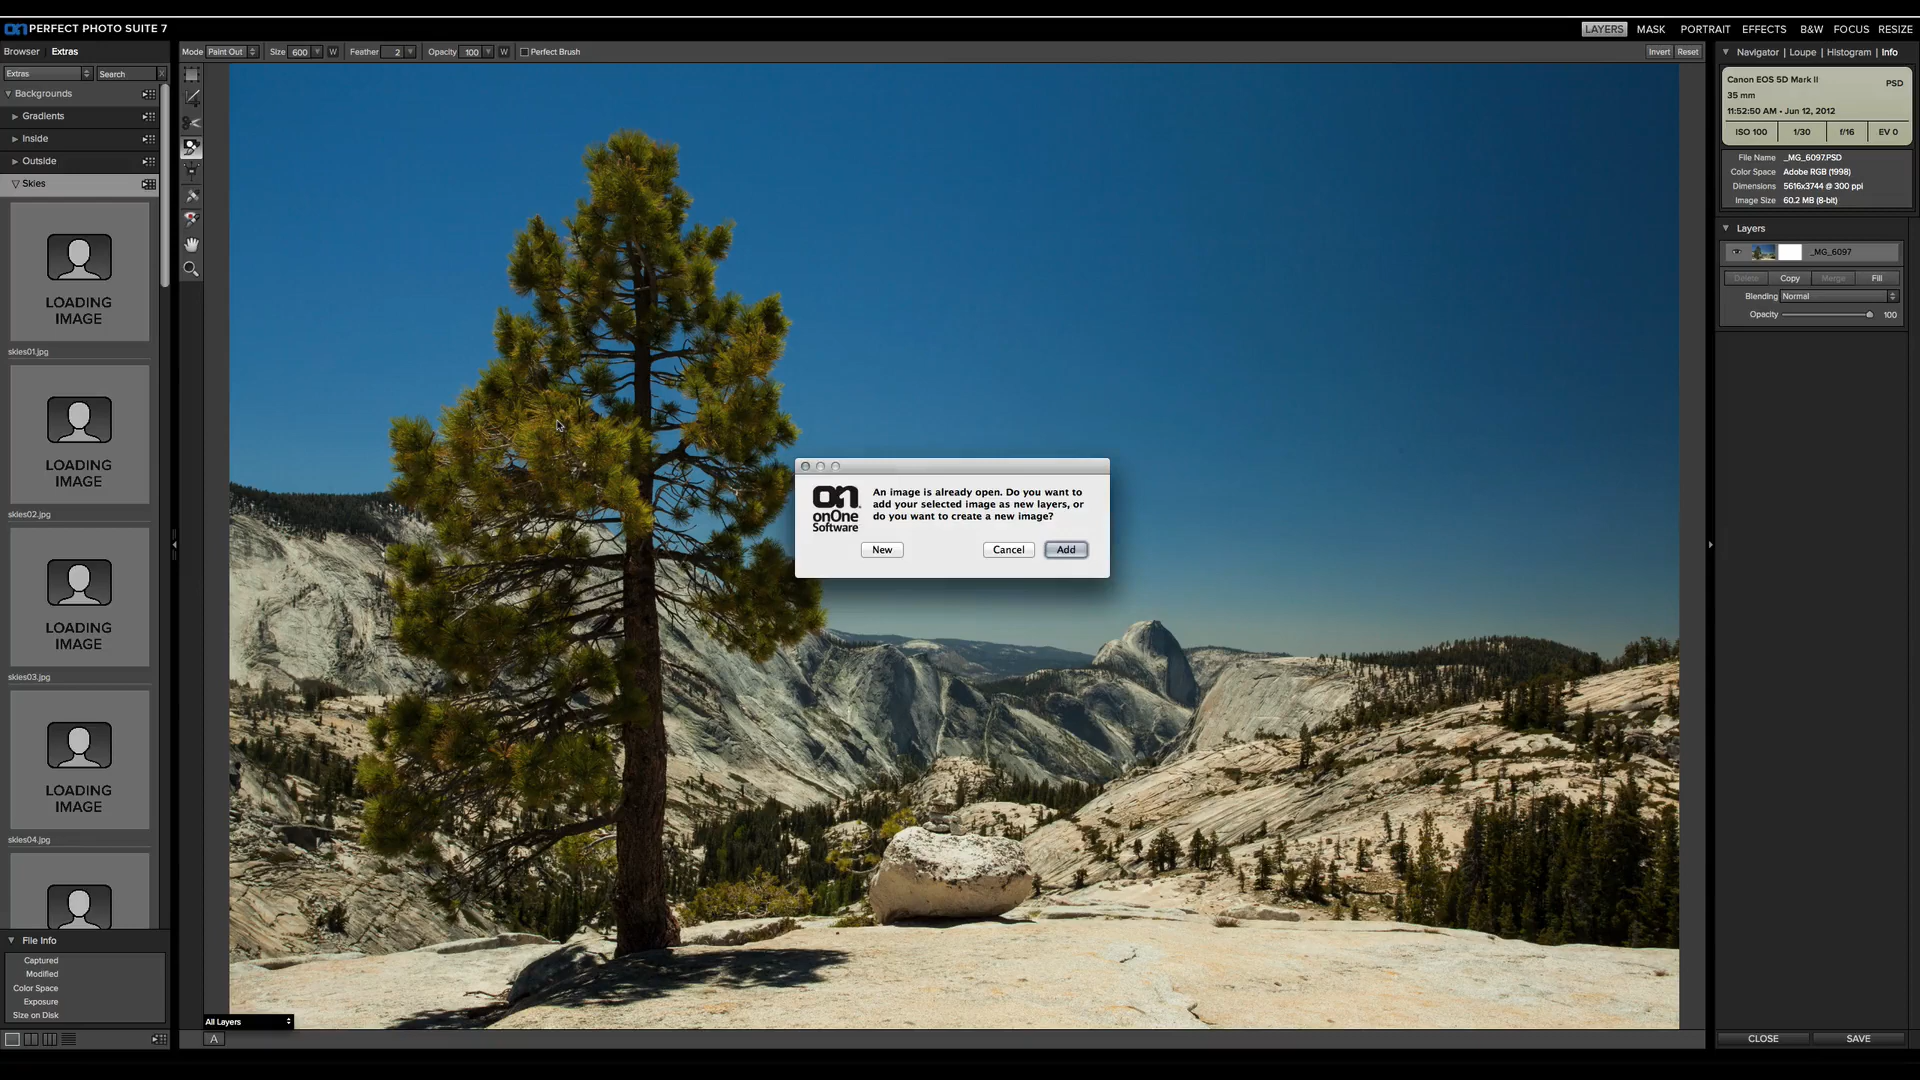 on PERFECT PHOTO SUITE 7
LAYERS MASK PORTRAIT EFFECTS B&W FOCUS RESIZE
Browser Extras
Mode Paint Out Size 600 W Feather 2 Opacity 100 W Perfect Brush
Invert Reset
Navigator | Loupe | Histogram | Info
Extras Search X
Backgrounds
Gradients
Inside
Outside
Skies
LOADING
IMAGE
skies01.jpg
LOADING
IMAGE
skies02.jpg
LOADING
IMAGE
skies03.jpg
LOADING
IMAGE
skies04.jpg
File Info
Captured
Modified
Color Space
Exposure
Size on Disk
All Layers
A
on
onOne
Software
An image is already open. Do you want to
add your selected image as new layers, or
do you want to create a new image?
New Cancel Add
Canon EOS 5D Mark II PSD
35 mm
11:52:50 AM - Jun 12, 2012
ISO 100 1/30 f/16 EV 0
File Name _MG_6097.PSD
Color Space Adobe RGB (1998)
Dimensions 5616x3744 @ 300 ppi
Image Size 60.2 MB (8-bit)
Layers
_MG_6097
Delete Copy Merge Fill
Blending Normal
Opacity 100
CLOSE SAVE